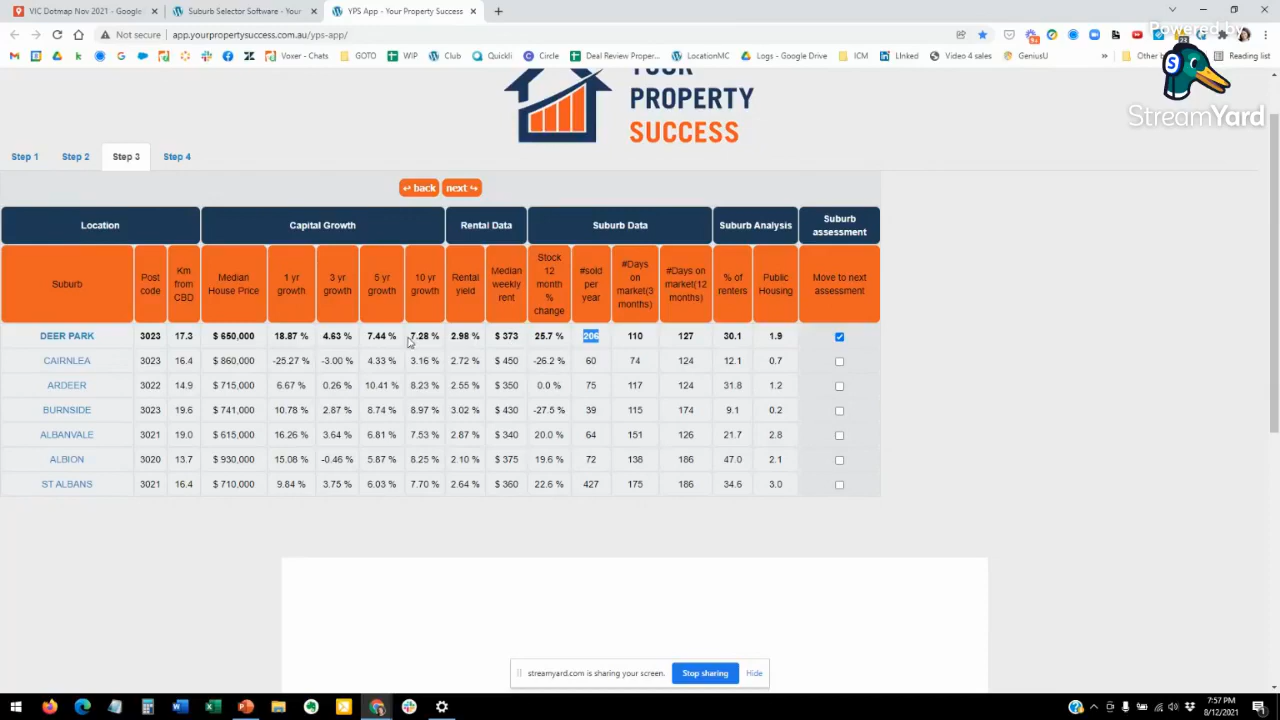 VIC Dotmap Nov 2021 - Google
Suburb Selector Software - Your
YPS App - Your Property Success
Not secure | app.yourpropertysuccess.com.au/yps-app/
Voxer - Chats
GOTO
WIP
Club
Quickli
Circle
Deal Review Proper...
LocationMC
Logs - Google Drive
ICM
LInked
Video 4 sales
GeniusU
Reading list
Powered by
StreamYard
YOUR
PROPERTY
SUCCESS
Step 1 Step 2 Step 3 Step 4
↩ back next ↪
Location Capital Growth Rental Data Suburb Data Suburb Analysis Suburb assessment
Suburb Post code Km from CBD Median House Price 1 yr growth 3 yr growth 5 yr growth 10 yr growth Rental yield Median weekly rent Stock 12 month % change #sold per year #Days on market(3 months) #Days on market(12 months) % of renters Public Housing Move to next assessment
DEER PARK 3023 17.3 $ 650,000 18.87 % 4.63 % 7.44 % 7.28 % 2.98 % $ 373 25.7 % 206 110 127 30.1 1.9
CAIRNLEA 3023 16.4 $ 860,000 -25.27 % -3.00 % 4.33 % 3.16 % 2.72 % $ 450 -26.2 % 60 74 124 12.1 0.7
ARDEER 3022 14.9 $ 715,000 6.67 % 0.26 % 10.41 % 8.23 % 2.55 % $ 350 0.0 % 75 117 124 31.8 1.2
BURNSIDE 3023 19.6 $ 741,000 10.78 % 2.87 % 8.74 % 8.97 % 3.02 % $ 430 -27.5 % 39 115 174 9.1 0.2
ALBANVALE 3021 19.0 $ 615,000 16.26 % 3.64 % 6.81 % 7.53 % 2.87 % $ 340 20.0 % 64 151 126 21.7 2.8
ALBION 3020 13.7 $ 930,000 15.08 % -0.46 % 5.87 % 8.25 % 2.10 % $ 375 19.6 % 72 138 186 47.0 2.1
ST ALBANS 3021 16.4 $ 710,000 9.84 % 3.75 % 6.03 % 7.70 % 2.64 % $ 360 22.6 % 427 175 186 34.6 3.0
streamyard.com is sharing your screen. Stop sharing Hide
7:57 PM
8/12/2021